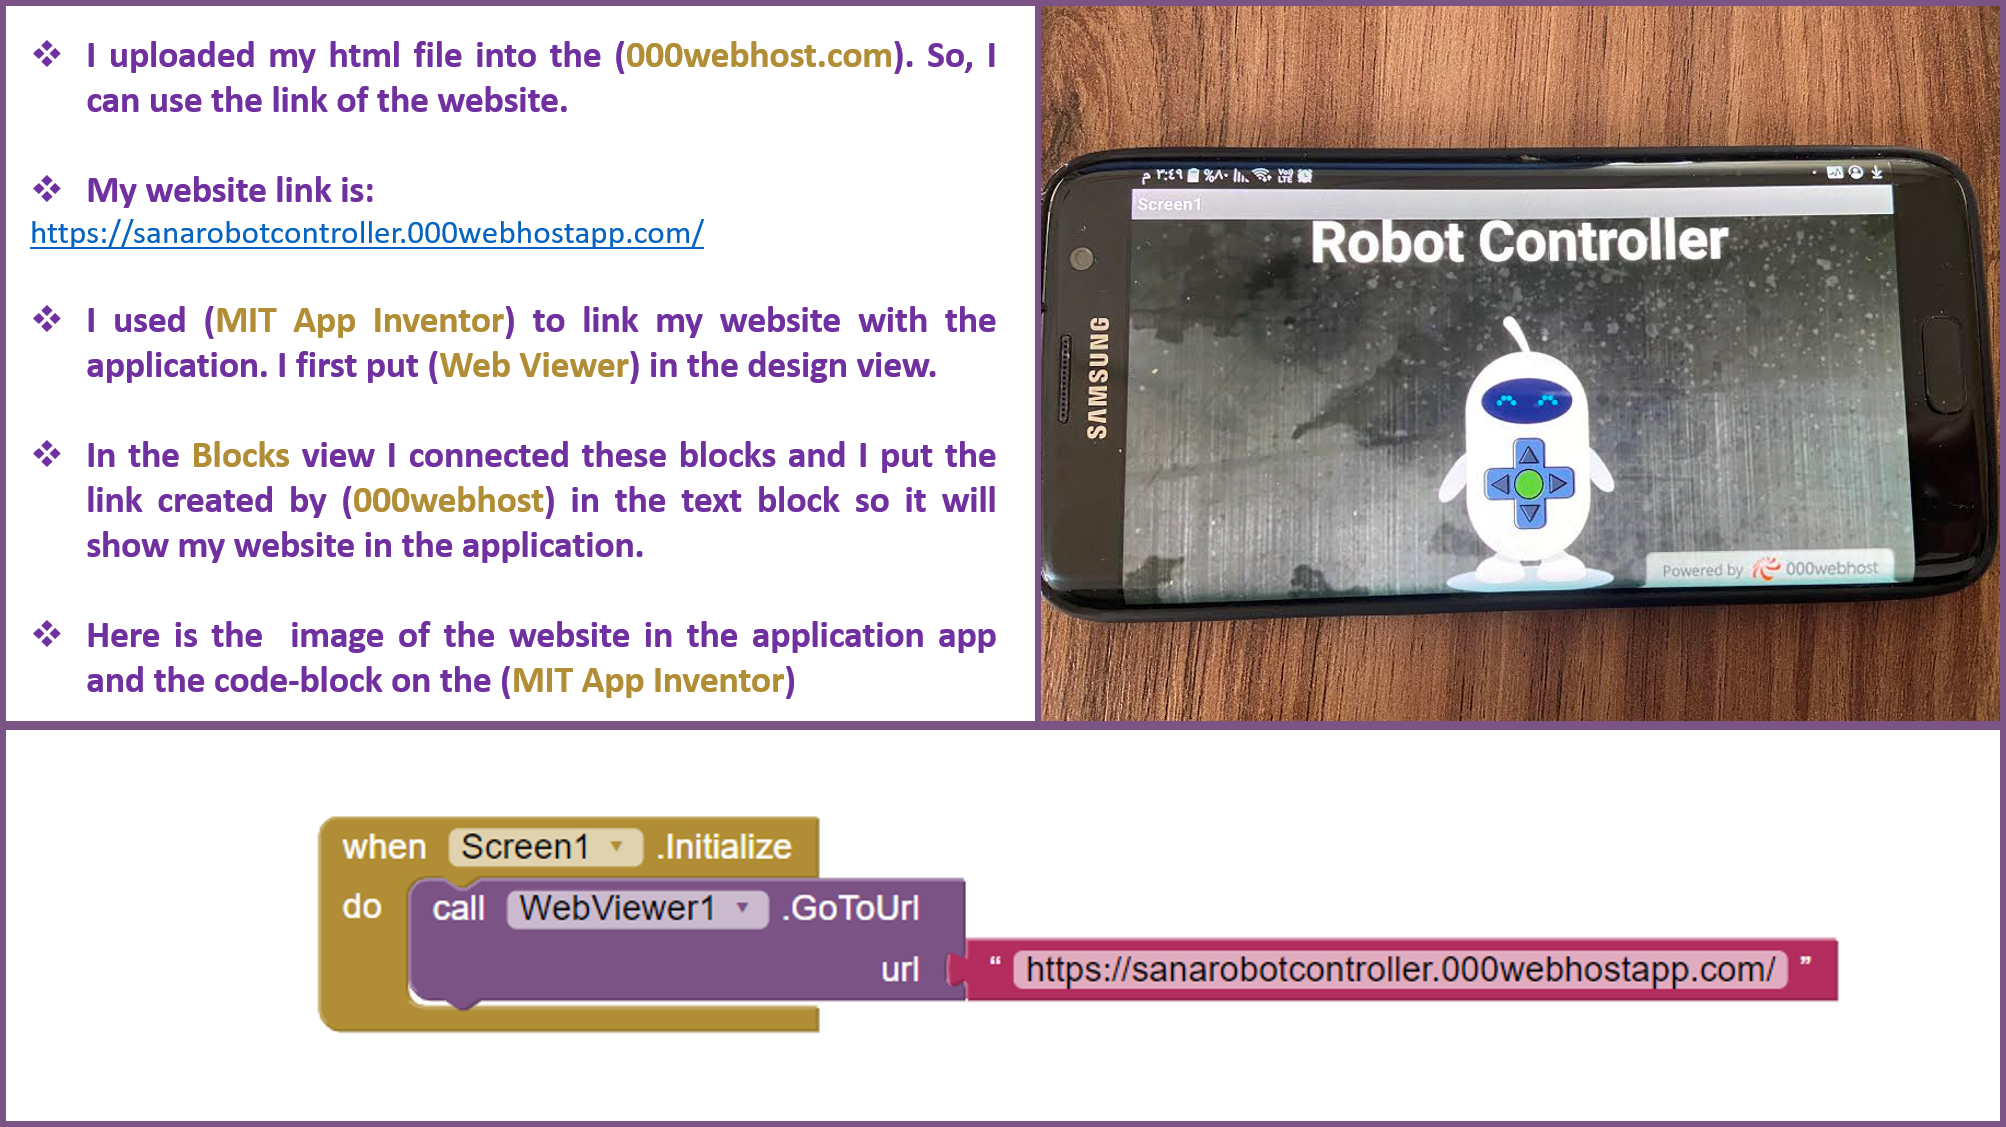 ❖ I uploaded my html file into the (000webhost.com). So, I
can use the link of the website.
❖ My website link is:
https://sanarobotcontroller.000webhostapp.com/
❖ I used (MIT App Inventor) to link my website with the
application. I first put (Web Viewer) in the design view.
❖ In the Blocks view I connected these blocks and I put the
link created by (000webhost) in the text block so it will
show my website in the application.
❖ Here is the image of the website in the application app
and the code-block on the (MIT App Inventor)
SAMSUNG
م ٣:٤٩ %٨٠ VoLTE
Screen1
Robot Controller
Powered by 000webhost
when Screen1 .Initialize
do call WebViewer1 .GoToUrl
url “ https://sanarobotcontroller.000webhostapp.com/ ”